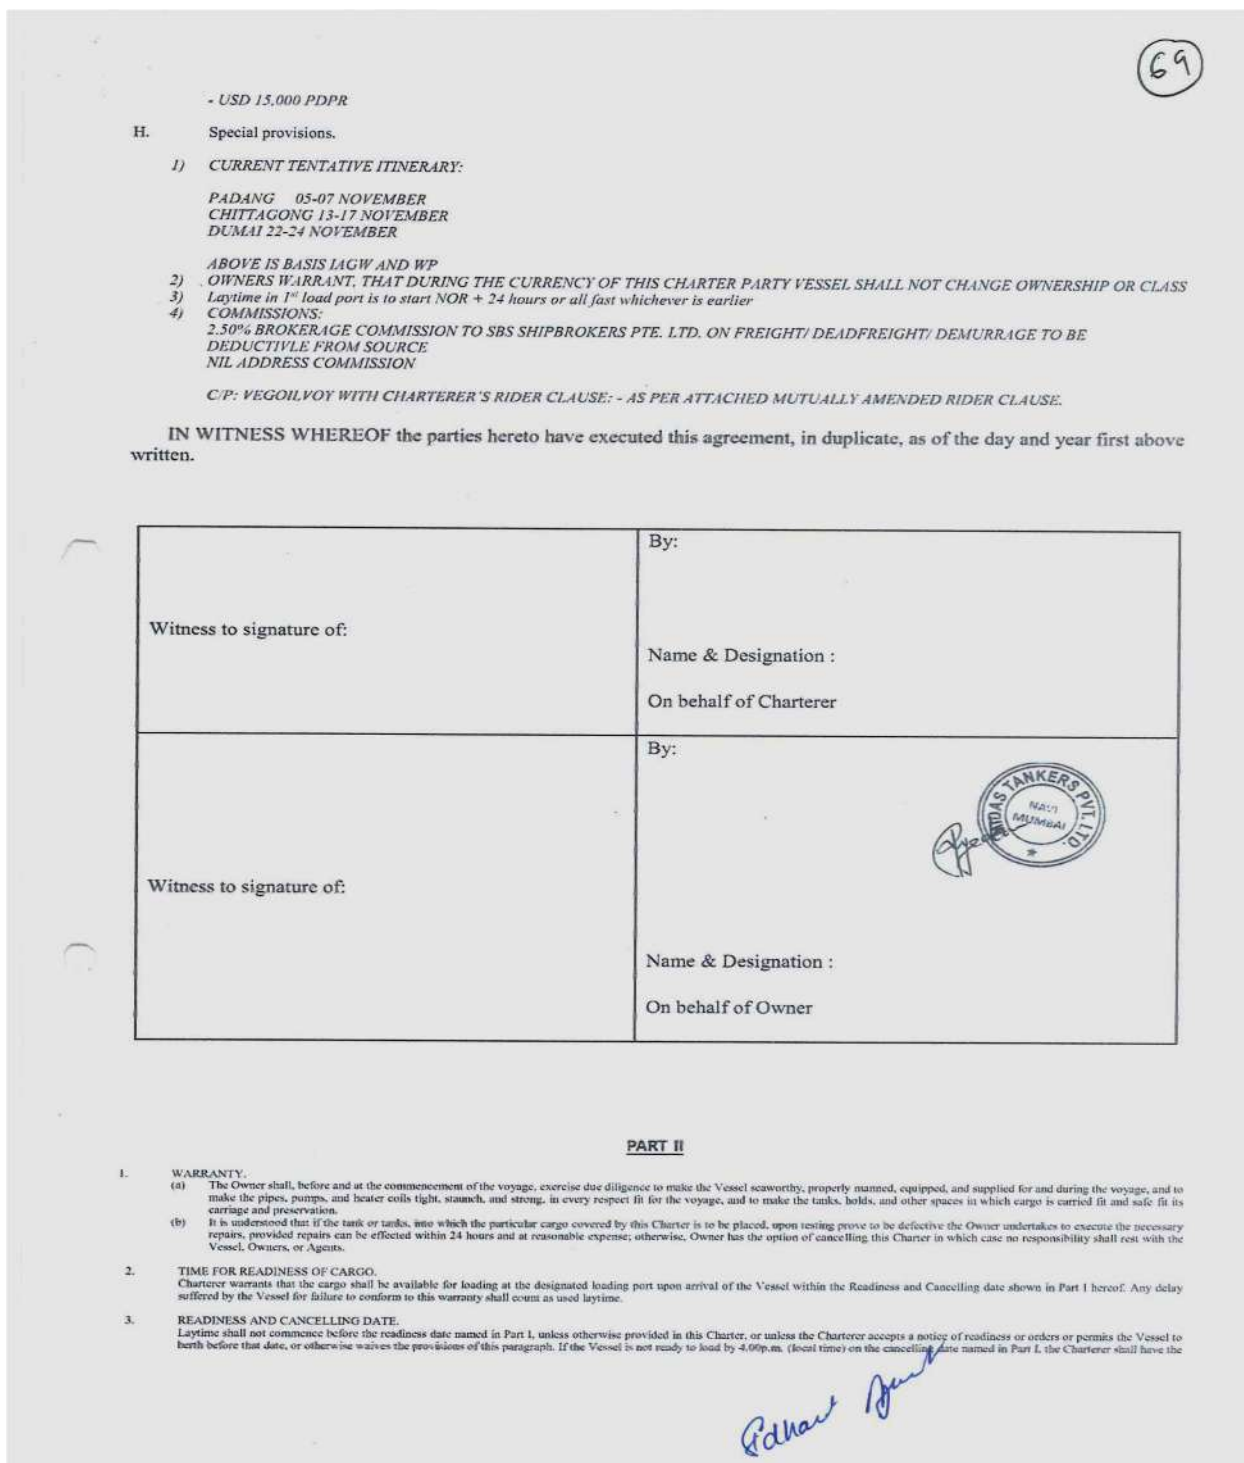 69
- USD 15,000 PDPR
H. Special provisions.
1) CURRENT TENTATIVE ITINERARY:
PADANG 05-07 NOVEMBER
CHITTAGONG 13-17 NOVEMBER
DUMAI 22-24 NOVEMBER
ABOVE IS BASIS IAGW AND WP
2) . OWNERS WARRANT, THAT DURING THE CURRENCY OF THIS CHARTER PARTY VESSEL SHALL NOT CHANGE OWNERSHIP OR CLASS
3) Laytime in 1st load port is to start NOR + 24 hours or all fast whichever is earlier
4) COMMISSIONS:
2.50% BROKERAGE COMMISSION TO SBS SHIPBROKERS PTE. LTD. ON FREIGHT/ DEADFREIGHT/ DEMURRAGE TO BE
DEDUCTIVLE FROM SOURCE
NIL ADDRESS COMMISSION
C/P: VEGOILVOY WITH CHARTERER'S RIDER CLAUSE: - AS PER ATTACHED MUTUALLY AMENDED RIDER CLAUSE.
IN WITNESS WHEREOF the parties hereto have executed this agreement, in duplicate, as of the day and year first above
written.
By:
Witness to signature of:
Name & Designation :
On behalf of Charterer
By:
TANKERS PVT. LTD.
NAVI
MUMBAI
Witness to signature of:
Name & Designation :
On behalf of Owner
PART II
1. WARRANTY.
(a) The Owner shall, before and at the commencement of the voyage, exercise due diligence to make the Vessel seaworthy, properly manned, equipped, and supplied for and during the voyage, and to
make the pipes, pumps, and heater coils tight, staunch, and strong, in every respect fit for the voyage, and to make the tanks, holds, and other spaces in which cargo is carried fit and safe fit its
carriage and preservation.
(b) It is understood that if the tank or tanks, into which the particular cargo covered by this Charter is to be placed, upon testing prove to be defective the Owner undertakes to execute the necessary
repairs, provided repairs can be effected within 24 hours and at reasonable expense; otherwise, Owner has the option of cancelling this Charter in which case no responsibility shall rest with the
Vessel, Owners, or Agents.
2. TIME FOR READINESS OF CARGO.
Charterer warrants that the cargo shall be available for loading at the designated loading port upon arrival of the Vessel within the Readiness and Cancelling date shown in Part I hereof. Any delay
suffered by the Vessel for failure to conform to this warranty shall count as used laytime.
3. READINESS AND CANCELLING DATE.
Laytime shall not commence before the readiness date named in Part I, unless otherwise provided in this Charter, or unless the Charterer accepts a notice of readiness or orders or permits the Vessel to
berth before that date, or otherwise waives the provisions of this paragraph. If the Vessel is not ready to load by 4.00p.m. (local time) on the cancelling date named in Part I, the Charterer shall have the